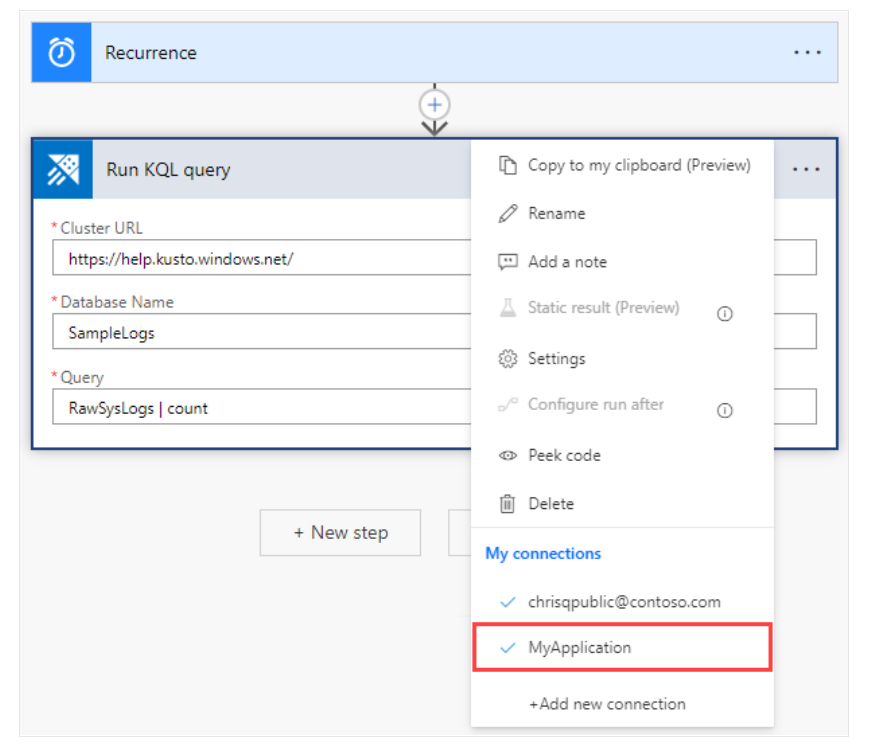 Recurrence
Run KQL query
* Cluster URL
https://help.kusto.windows.net/
* Database Name
SampleLogs
* Query
RawSysLogs | count
+ New step
Copy to my clipboard (Preview)
Rename
Add a note
Static result (Preview)
Settings
Configure run after
Peek code
Delete
My connections
chrisqpublic@contoso.com
MyApplication
+Add new connection